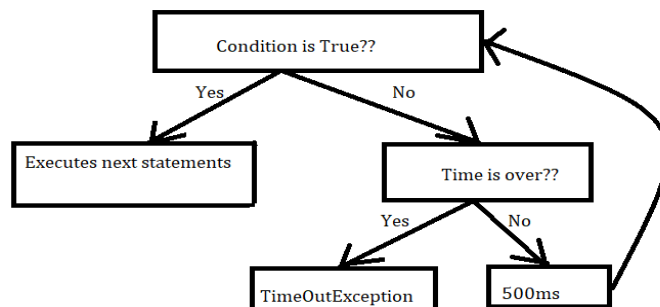 Condition is True??
Yes
No
Executes next statements
Time is over??
Yes
No
TimeOutException
500ms